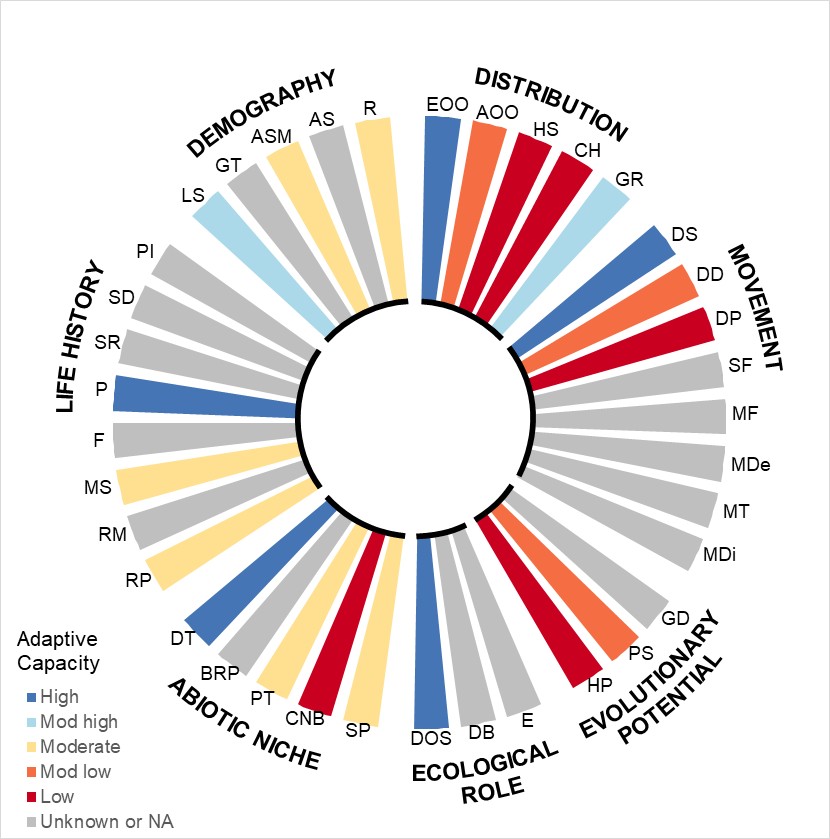 DEMOGRAPHY
DISTRIBUTION
MOVEMENT
EVOLUTIONARY
POTENTIAL
ECOLOGICAL
ROLE
ABIOTIC NICHE
LIFE HISTORY
EOO
AOO
HS
CH
GR
DS
DD
DP
SF
MF
MDe
MT
MDi
GD
PS
HP
E
DB
DOS
SP
CNB
PT
BRP
DT
RP
RM
MS
F
P
SR
SD
PI
LS
GT
ASM
AS
R
Adaptive
Capacity
High
Mod high
Moderate
Mod low
Low
Unknown or NA